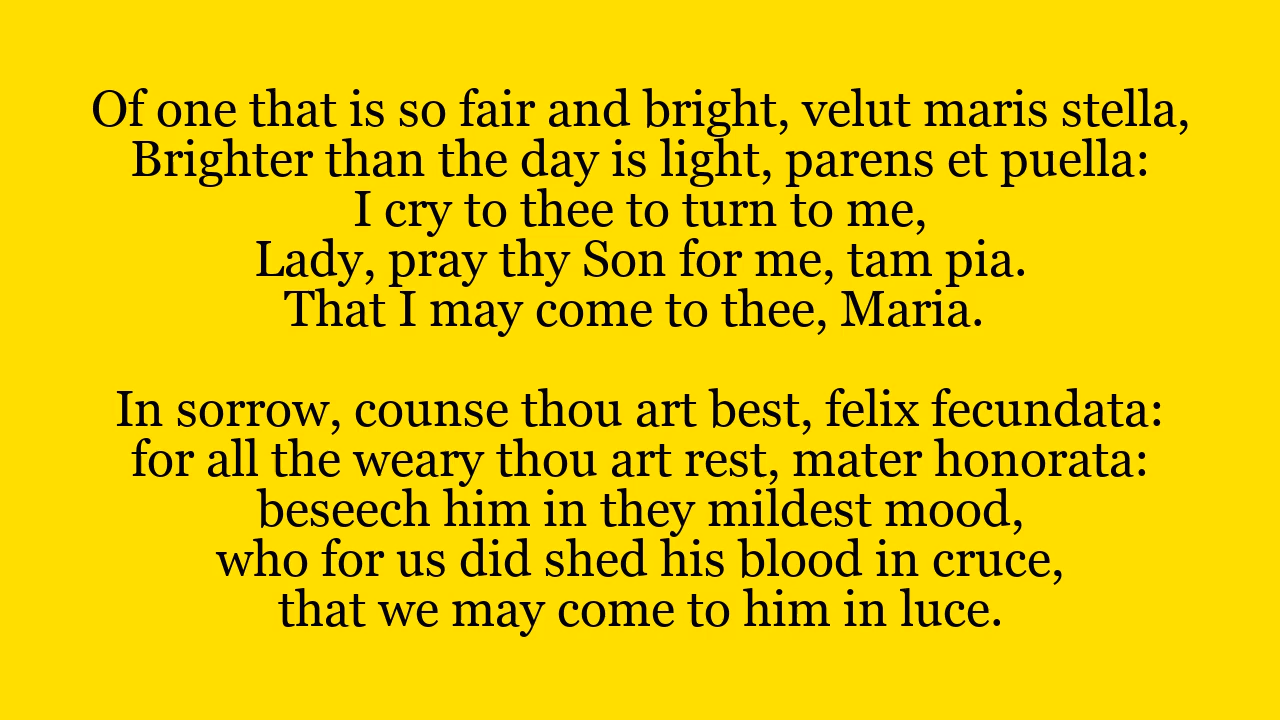 Of one that is so fair and bright, velut maris stella,
Brighter than the day is light, parens et puella:
I cry to thee to turn to me,
Lady, pray thy Son for me, tam pia.
That I may come to thee, Maria.
In sorrow, counse thou art best, felix fecundata:
for all the weary thou art rest, mater honorata:
beseech him in they mildest mood,
who for us did shed his blood in cruce,
that we may come to him in luce.